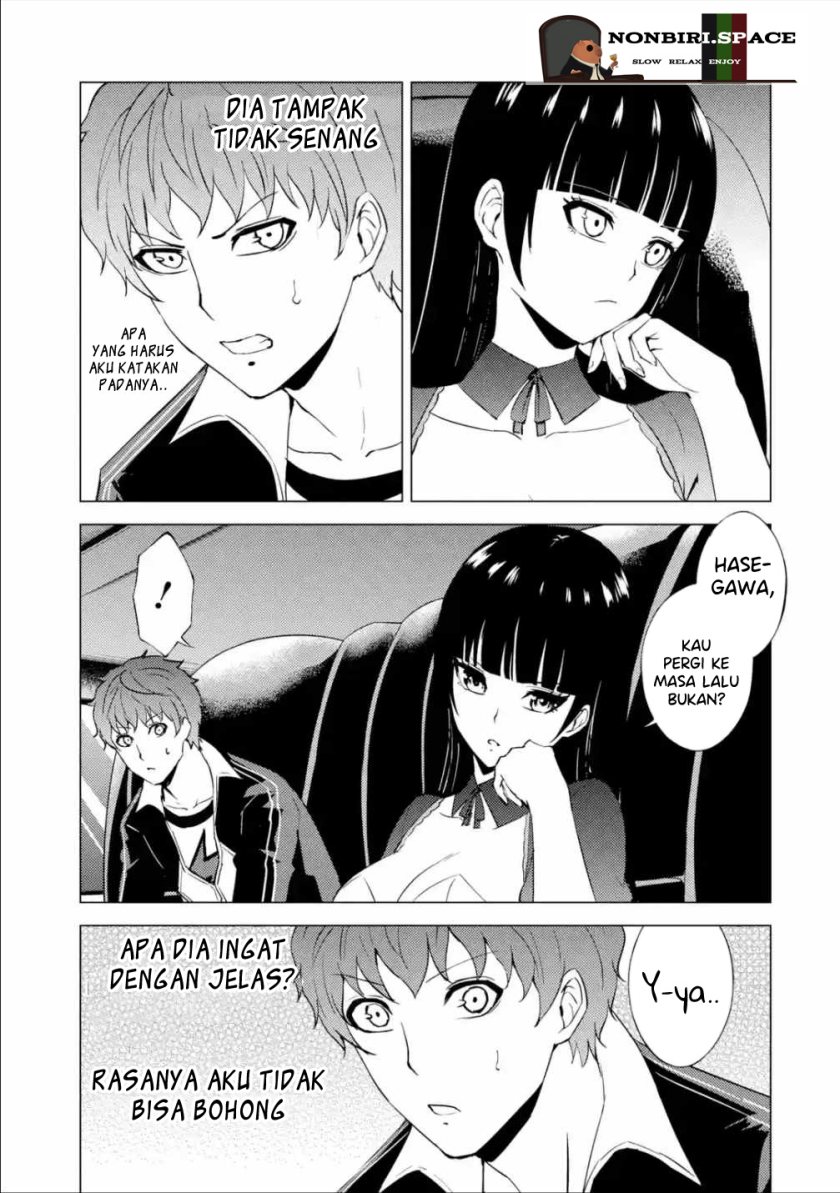 NONBIRI.SPACE
SLOW RELAX ENJOY
DIA TAMPAK
TIDAK SENANG
APA
YANG HARUS
AKU KATAKAN
PADANYA..
HASE-
GAWA,
KAU
PERGI KE
MASA LALU
BUKAN?
!
Y-ya..
APA DIA INGAT
DENGAN JELAS?
RASANYA AKU TIDAK
BISA BOHONG